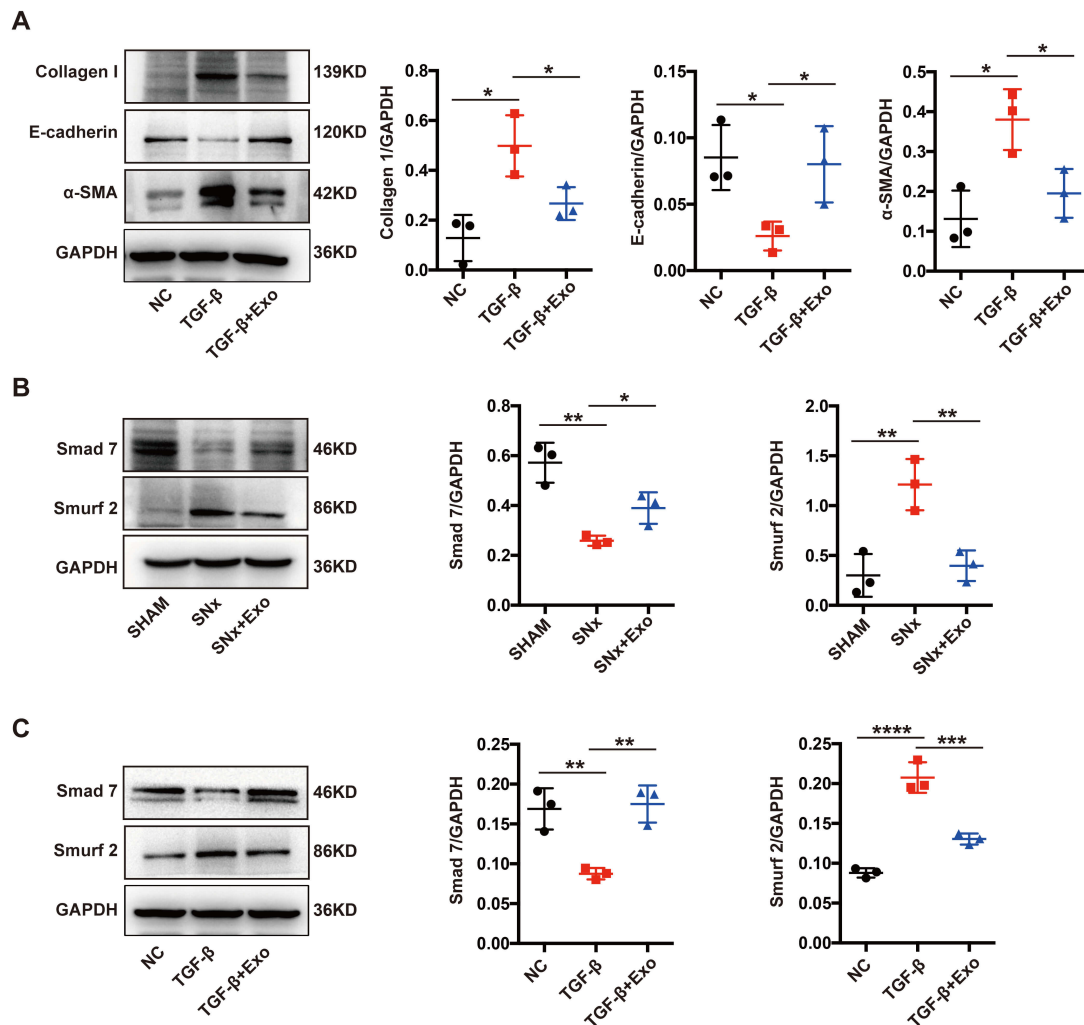 A
Collagen I
139KD
E-cadherin
120KD
α-SMA
42KD
GAPDH
36KD
NC
TGF-β
TGF-β+Exo
Collagen 1/GAPDH
0.8
0.6
0.4
0.2
0.0
*
*
NC
TGF-β
TGF-β+Exo
E-cadherin/GAPDH
0.15
0.10
0.05
0.00
*
*
NC
TGF-β
TGF-β+Exo
α-SMA/GAPDH
0.5
0.4
0.3
0.2
0.1
0.0
*
*
NC
TGF-β
TGF-β+Exo
B
Smad 7
46KD
Smurf 2
86KD
GAPDH
36KD
SHAM
SNx
SNx+Exo
Smad 7/GAPDH
0.8
0.6
0.4
0.2
0.0
**
*
SHAM
SNx
SNx+Exo
Smurf 2/GAPDH
2.0
1.5
1.0
0.5
0.0
**
**
SHAM
SNx
SNx+Exo
C
Smad 7
46KD
Smurf 2
86KD
GAPDH
36KD
NC
TGF-β
TGF-β+Exo
Smad 7/GAPDH
0.25
0.20
0.15
0.10
0.05
0.00
**
**
NC
TGF-β
TGF-β+Exo
Smurf 2/GAPDH
0.25
0.20
0.15
0.10
0.05
0.00
****
***
NC
TGF-β
TGF-β+Exo